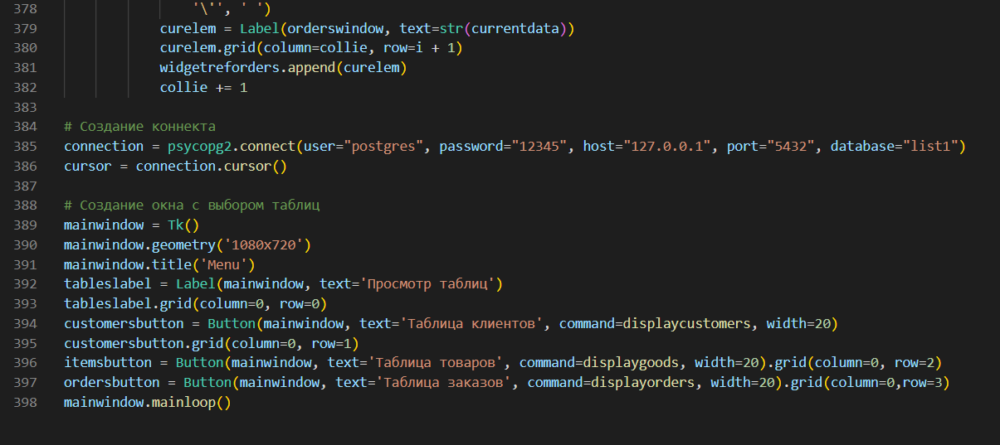 378 '\'', ' ')
379 curelem = Label(orderswindow, text=str(currentdata))
380 curelem.grid(column=collie, row=i + 1)
381 widgetreforders.append(curelem)
382 collie += 1
383
384 # Создание коннекта
385 connection = psycopg2.connect(user="postgres", password="12345", host="127.0.0.1", port="5432", database="list1")
386 cursor = connection.cursor()
387
388 # Создание окна с выбором таблиц
389 mainwindow = Tk()
390 mainwindow.geometry('1080x720')
391 mainwindow.title('Menu')
392 tableslabel = Label(mainwindow, text='Просмотр таблиц')
393 tableslabel.grid(column=0, row=0)
394 customersbutton = Button(mainwindow, text='Таблица клиентов', command=displaycustomers, width=20)
395 customersbutton.grid(column=0, row=1)
396 itemsbutton = Button(mainwindow, text='Таблица товаров', command=displaygoods, width=20).grid(column=0, row=2)
397 ordersbutton = Button(mainwindow, text='Таблица заказов', command=displayorders, width=20).grid(column=0,row=3)
398 mainwindow.mainloop()